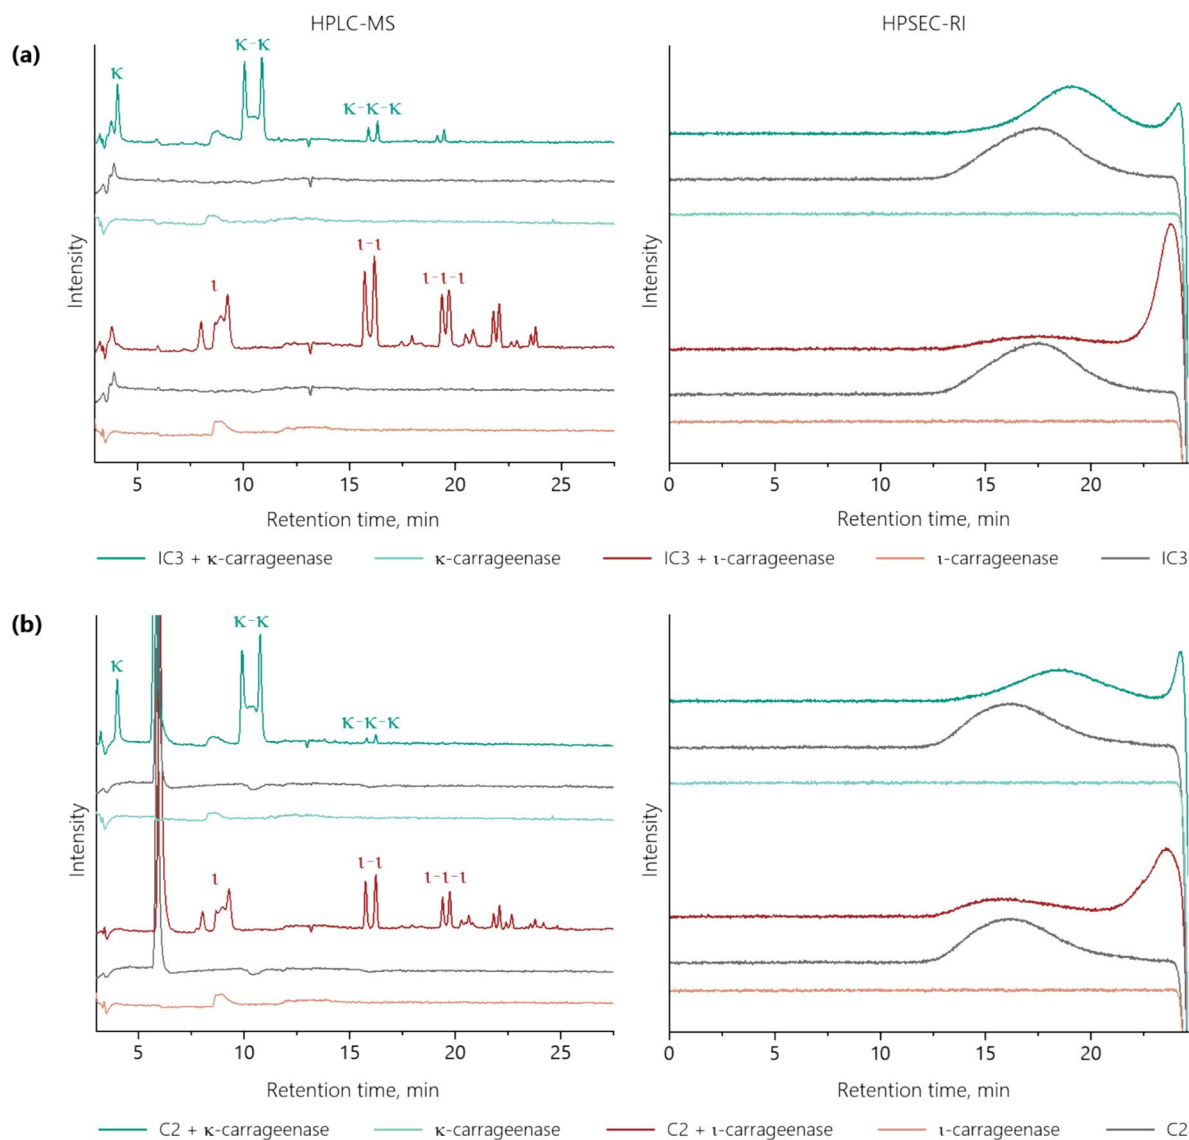 HPLC-MS HPSEC-RI
(a)
κ κ-κ κ-κ-κ
ι ι-ι ι-ι-ι
Intensity Intensity
5 10 15 20 25 0 5 10 15 20
Retention time, min Retention time, min
IC3 + κ-carrageenase κ-carrageenase IC3 + ι-carrageenase ι-carrageenase IC3
(b)
κ κ-κ κ-κ-κ
ι ι-ι ι-ι-ι
Intensity Intensity
5 10 15 20 25 0 5 10 15 20
Retention time, min Retention time, min
C2 + κ-carrageenase κ-carrageenase C2 + ι-carrageenase ι-carrageenase C2